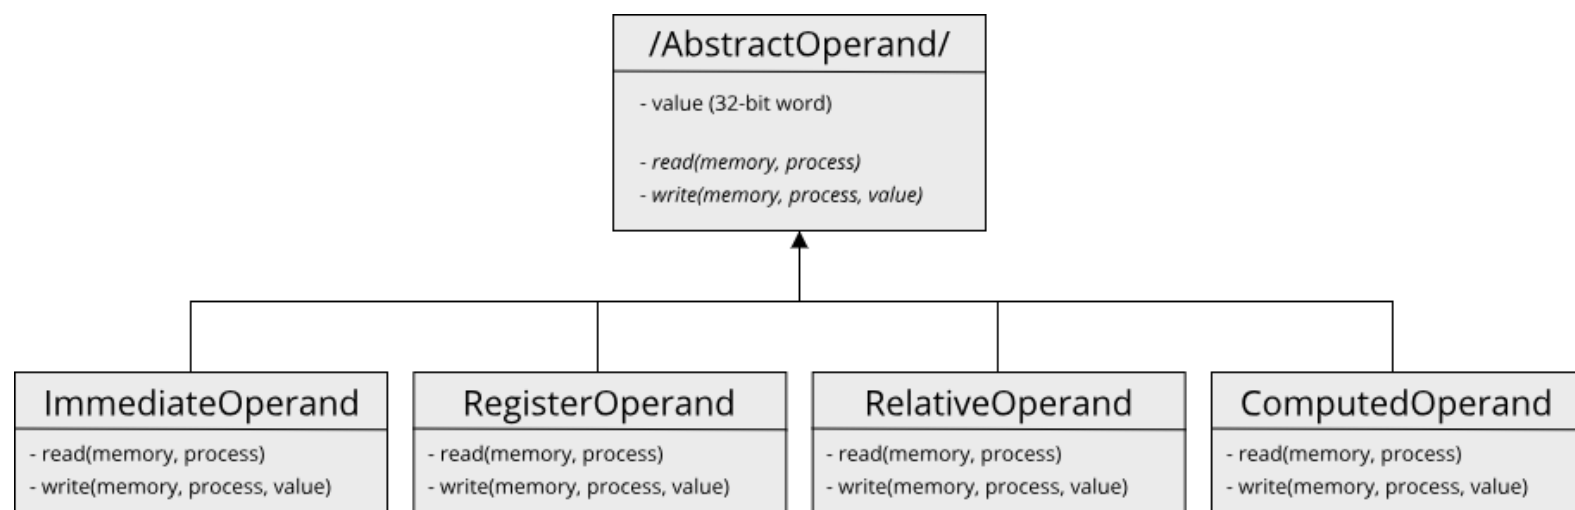 /AbstractOperand/
- value (32-bit word)
- read(memory, process)
- write(memory, process, value)
ImmediateOperand
- read(memory, process)
- write(memory, process, value)
RegisterOperand
- read(memory, process)
- write(memory, process, value)
RelativeOperand
- read(memory, process)
- write(memory, process, value)
ComputedOperand
- read(memory, process)
- write(memory, process, value)